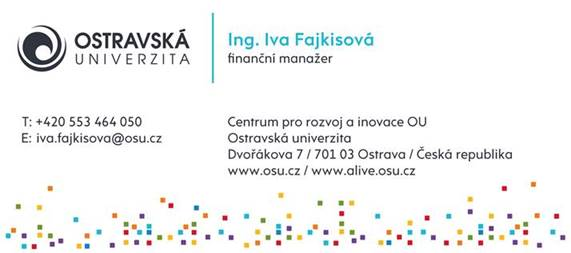 OSTRAVSKÁ
UNIVERZITA
Ing. Iva Fajkisová
finanční manažer
T: +420 553 464 050
E: iva.fajkisova@osu.cz
Centrum pro rozvoj a inovace OU
Ostravská univerzita
Dvořákova 7 / 701 03 Ostrava / Česká republika
www.osu.cz / www.alive.osu.cz